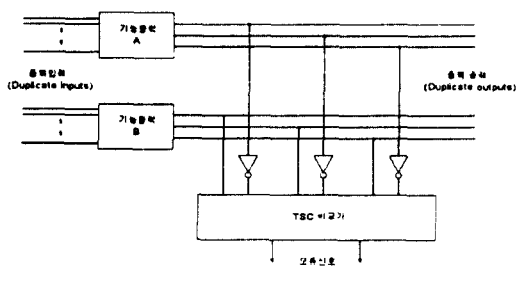 기능블럭
A
중복입력
(Duplicate inputs)
중복 출력
(Duplicate outputs)
기능블럭
B
TSC 비교기
오류신호